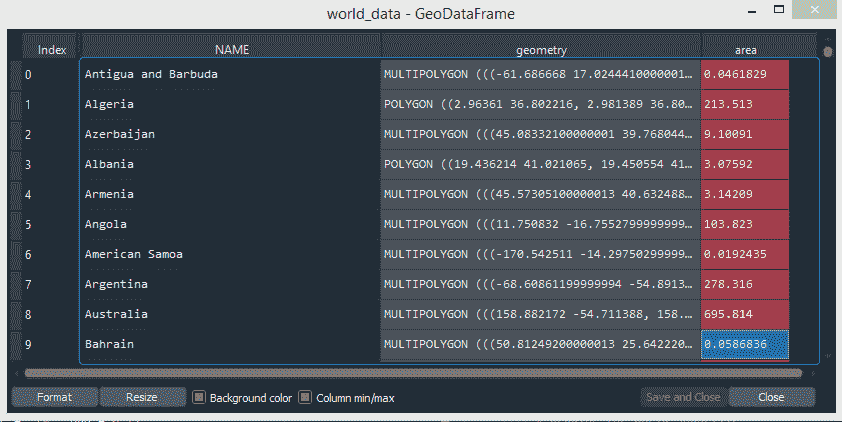 world_data - GeoDataFrame
Index NAME geometry area
0 Antigua and Barbuda MULTIPOLYGON (((-61.686668 17.0244410000001… 0.0461829
1 Algeria POLYGON ((2.96361 36.802216, 2.981389 36.80… 213.513
2 Azerbaijan MULTIPOLYGON (((45.08332100000001 39.768044… 9.10091
3 Albania POLYGON ((19.436214 41.021065, 19.450554 41… 3.07592
4 Armenia MULTIPOLYGON (((45.57305100000013 40.632488… 3.14209
5 Angola MULTIPOLYGON (((11.750832 -16.7552799999999… 103.823
6 American Samoa MULTIPOLYGON (((-170.542511 -14.29750299999… 0.0192435
7 Argentina MULTIPOLYGON (((-68.60861199999994 -54.8913… 278.316
8 Australia MULTIPOLYGON (((158.882172 -54.711388, 158.… 695.814
9 Bahrain MULTIPOLYGON (((50.81249200000013 25.642220… 0.0586836
Format Resize Background color Column min/max Save and Close Close